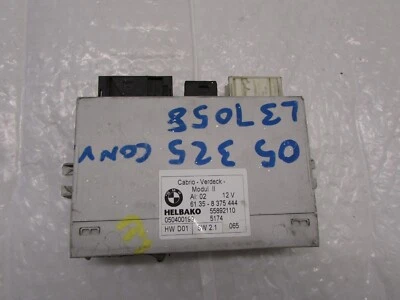 L37058
05 325 CONV
Cabrio - Verdeck -
Modul II
AI: 02 12 V
61.35 - 8 375 444
HELBAKO 55892110
5174
HW D01 SW 2.1 065